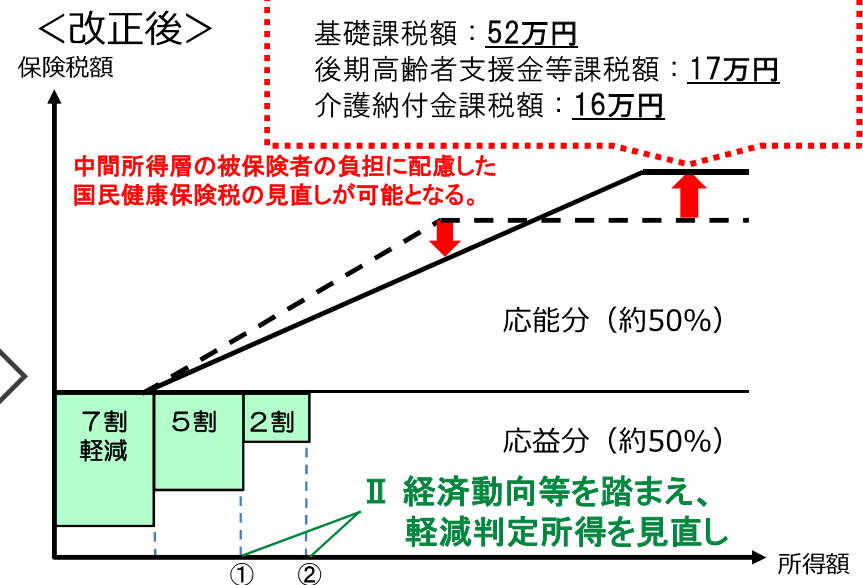 ＜改正後＞
保険税額
基礎課税額：52万円
後期高齢者支援金等課税額：17万円
介護納付金課税額：16万円
中間所得層の被保険者の負担に配慮した
国民健康保険税の見直しが可能となる。
応能分（約50%）
7割
軽減
5割
2割
応益分（約50%）
Ⅱ 経済動向等を踏まえ、
軽減判定所得を見直し
① ②
所得額